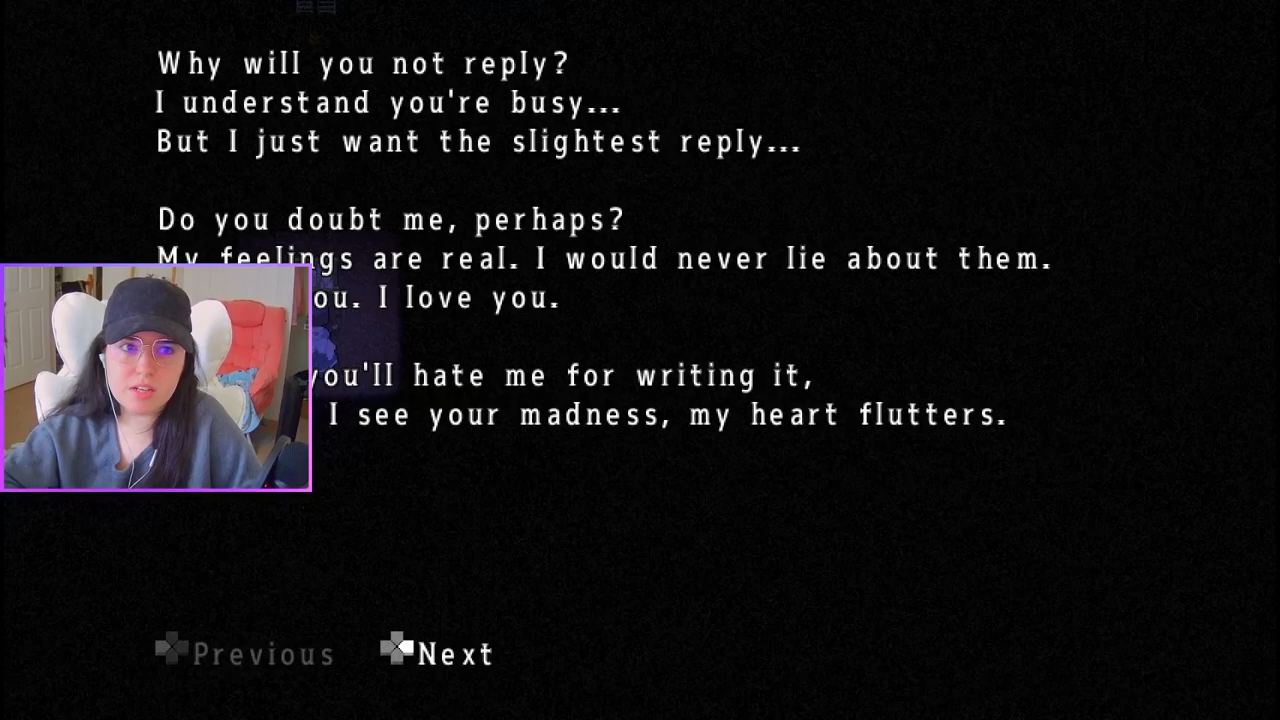 Why will you not reply?
I understand you're busy...
But I just want the slightest reply...
Do you doubt me, perhaps?
My feelings are real. I would never lie about them.
I love you.
you'll hate me for writing it,
I see your madness, my heart flutters.
Previous
Next